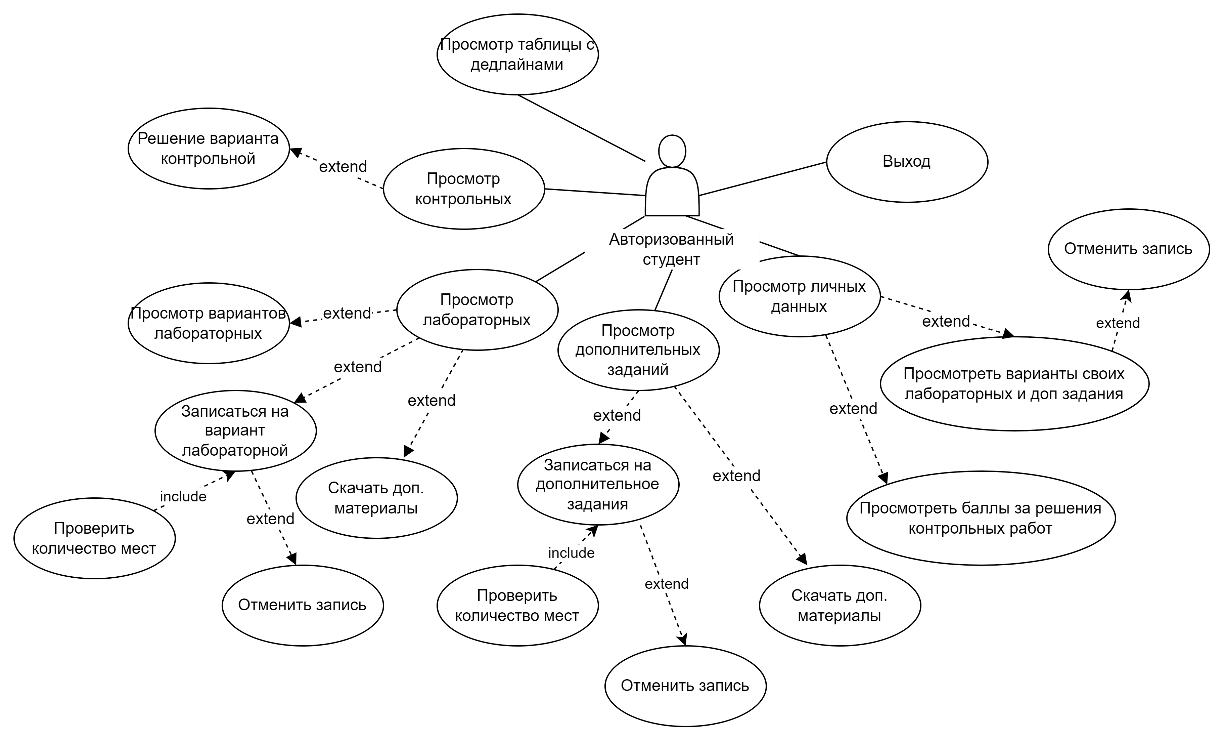 Просмотр таблицы с
дедлайнами
Решение варианта
контрольной
extend
Просмотр
контрольных
Выход
Авторизованный
студент
Отменить запись
Просмотр вариантов
лабораторных
extend
Просмотр
лабораторных
Просмотр личных
данных
extend
extend
Просмотр
дополнительных
заданий
extend
Просмотреть варианты своих
лабораторных и доп задания
extend
extend
extend
Записаться на
вариант
лабораторной
Записаться на
дополнительное
задания
extend
Скачать доп.
материалы
include
Просмотреть баллы за решения
контрольных работ
Проверить
количество мест
extend
include
extend
Отменить запись
Проверить
количество мест
Скачать доп.
материалы
Отменить запись